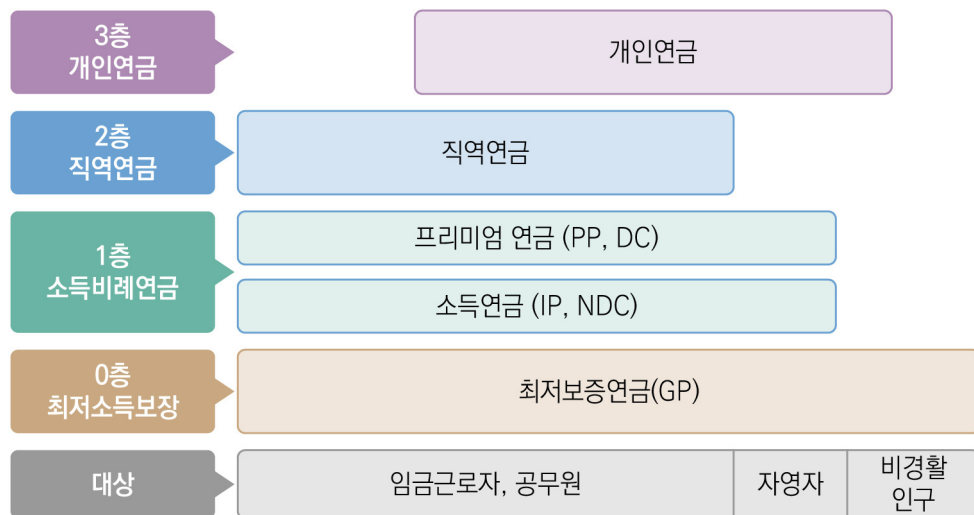 3층
개인연금
개인연금
2층
직역연금
직역연금
1층
소득비례연금
프리미엄 연금 (PP, DC)
소득연금 (IP, NDC)
0층
최저소득보장
최저보증연금(GP)
대상
임금근로자, 공무원
자영자
비경활
인구